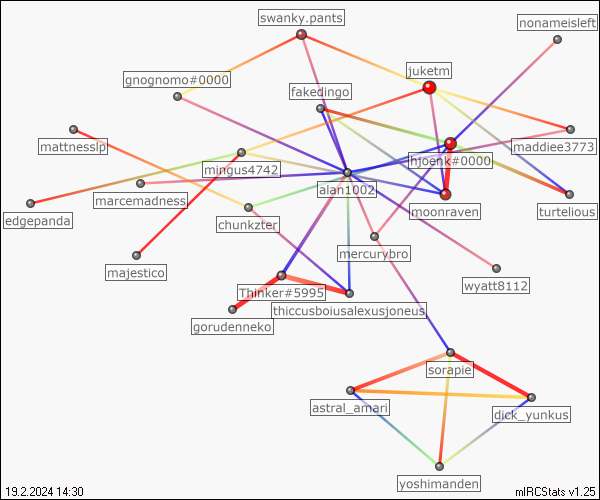 swanky.pants
nonameisleft
juketm
gnognomo#0000
fakedingo
mattnesslp
hjoenk#0000
maddiee3773
mingus4742
alan1002
marcemadness
moonraven
turtelious
edgepanda
chunkzter
mercurybro
majestico
wyatt8112
Thinker#5995
thiccusboiusalexusjoneus
gorudenneko
sorapie
astral_amari
dick_yunkus
yoshimanden
19.2.2024 14:30
mIRCStats v1.25